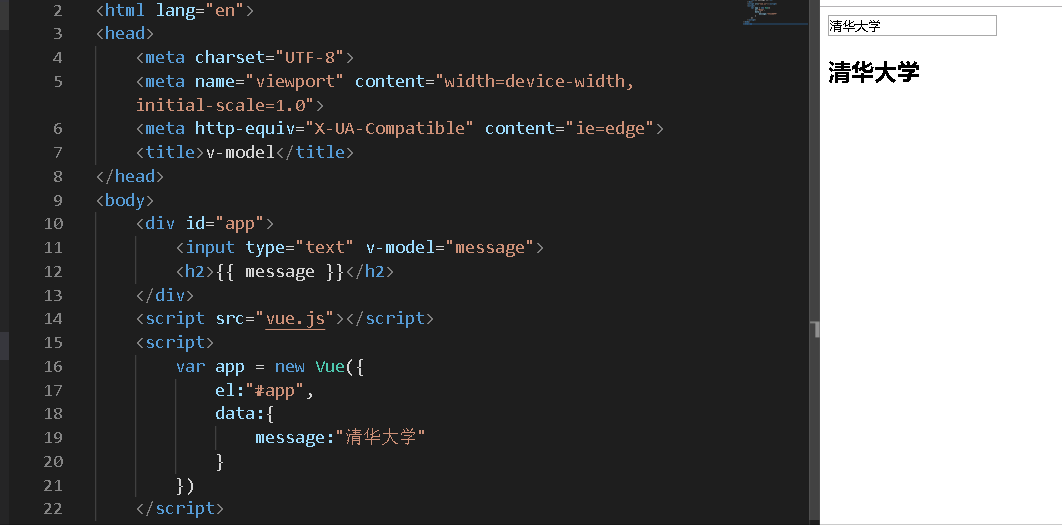 2 <html lang="en">
3 <head>
4 <meta charset="UTF-8">
5 <meta name="viewport" content="width=device-width,
initial-scale=1.0">
6 <meta http-equiv="X-UA-Compatible" content="ie=edge">
7 <title>v-model</title>
8 </head>
9 <body>
10 <div id="app">
11 <input type="text" v-model="message">
12 <h2>{{ message }}</h2>
13 </div>
14 <script src="vue.js"></script>
15 <script>
16 var app = new Vue({
17 el:"#app",
18 data:{
19 message:"清华大学"
20 }
21 })
22 </script>
清华大学
清华大学